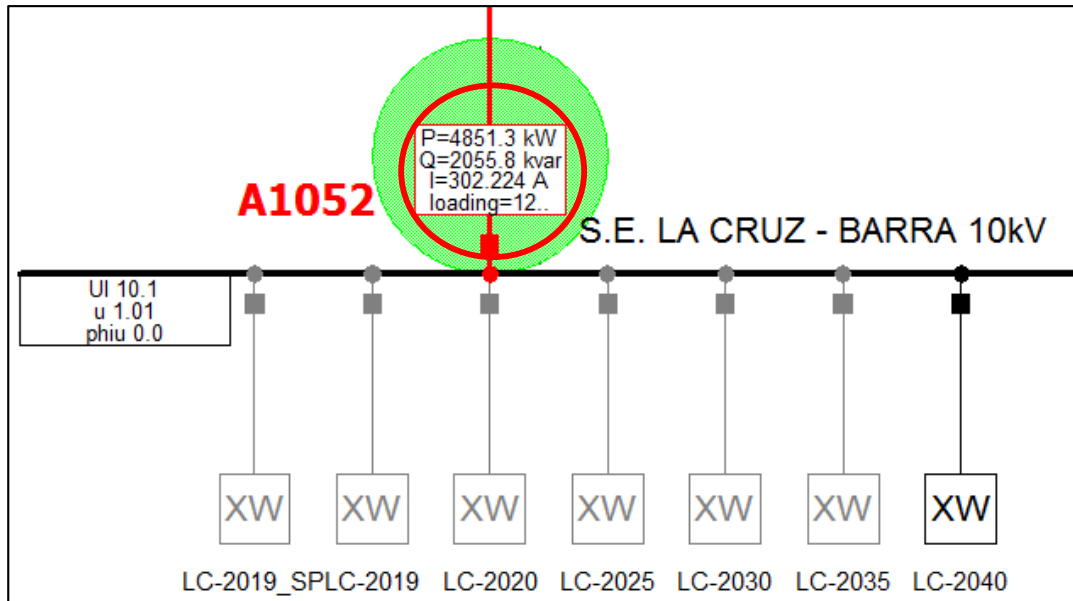 P=4851.3 kW
Q=2055.8 kvar
I=302.224 A
loading=12..
A1052
S.E. LA CRUZ - BARRA 10kV
Ul 10.1
u 1.01
phiu 0.0
XW XW XW XW XW XW XW
LC-2019_SPLC-2019 LC-2020 LC-2025 LC-2030 LC-2035 LC-2040